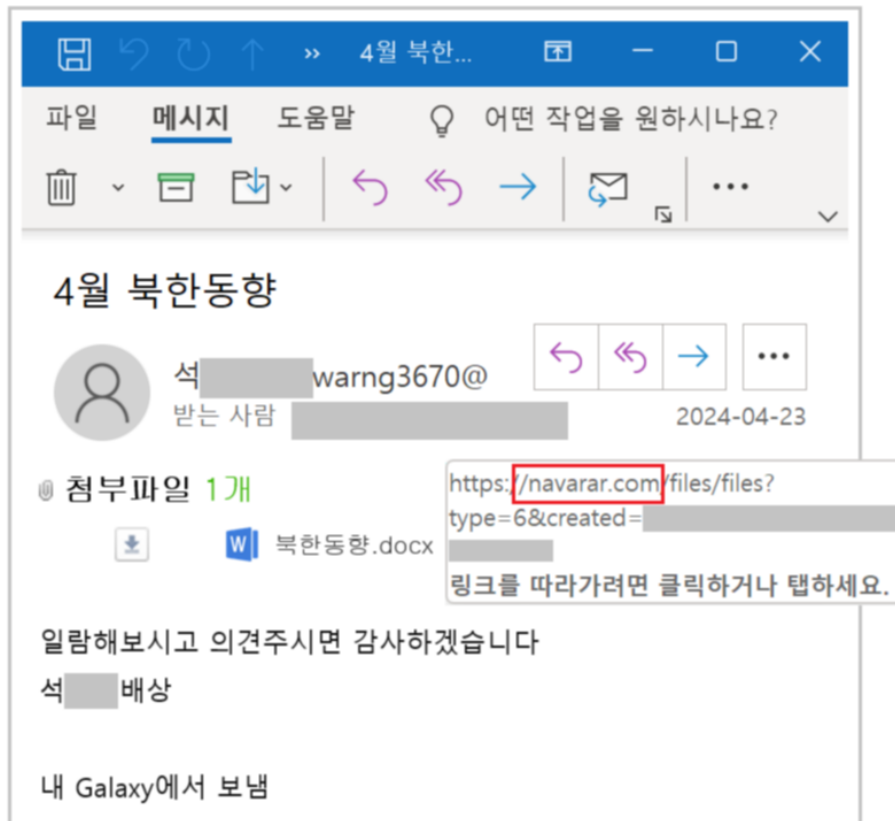 4월 북한...
파일 메시지 도움말 어떤 작업을 원하시나요?
4월 북한동향
석 warng3670@
받는 사람
2024-04-23
첨부파일 1개
북한동향.docx
https://navarar.com/files/files?
type=6&created=
링크를 따라가려면 클릭하거나 탭하세요.
일람해보시고 의견주시면 감사하겠습니다
석 배상
내 Galaxy에서 보냄